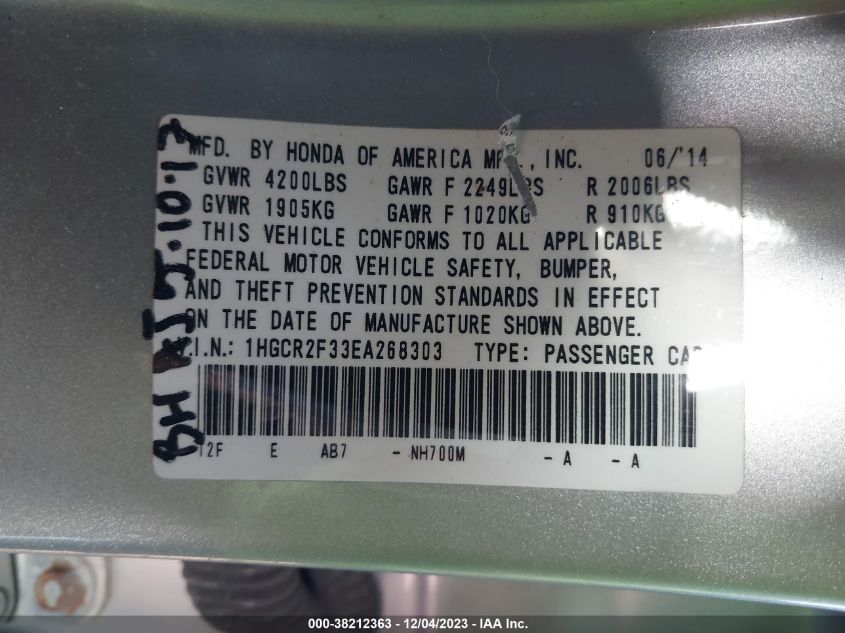 MFD. BY HONDA OF AMERICA MFG., INC. 06/'14
GVWR 4200LBS GAWR F 2249LBS R 2006LBS
GVWR 1905KG GAWR F 1020KG R 910KG
THIS VEHICLE CONFORMS TO ALL APPLICABLE
FEDERAL MOTOR VEHICLE SAFETY, BUMPER,
AND THEFT PREVENTION STANDARDS IN EFFECT
ON THE DATE OF MANUFACTURE SHOWN ABOVE.
V.I.N.: 1HGCR2F33EA268303 TYPE: PASSENGER CAR
12F E AB7 - NH700M - A - A
000-38212363 - 12/04/2023 - IAA Inc.